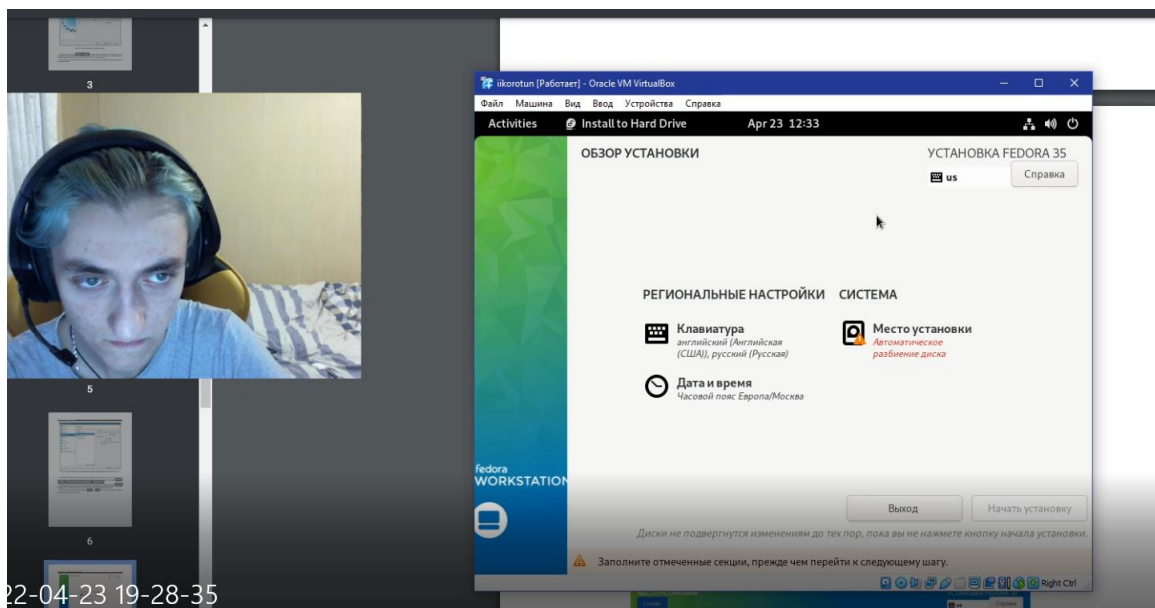 3
iikorotun [Работает] - Oracle VM VirtualBox
Файл Машина Вид Ввод Устройства Справка
Activities Install to Hard Drive Apr 23 12:33
ОБЗОР УСТАНОВКИ
УСТАНОВКА FEDORA 35
us
Справка
РЕГИОНАЛЬНЫЕ НАСТРОЙКИ
Клавиатура
английский (Английская
(США)), русский (Русская)
Дата и время
Часовой пояс Европа/Москва
СИСТЕМА
Место установки
Автоматическое
разбиение диска
5
fedora
WORKSTATION
Выход
Начать установку
Диски не подвергнутся изменениям до тех пор, пока вы не нажмете кнопку начала установки.
6
Заполните отмеченные секции, прежде чем перейти к следующему шагу.
Right Ctrl
22-04-23 19-28-35